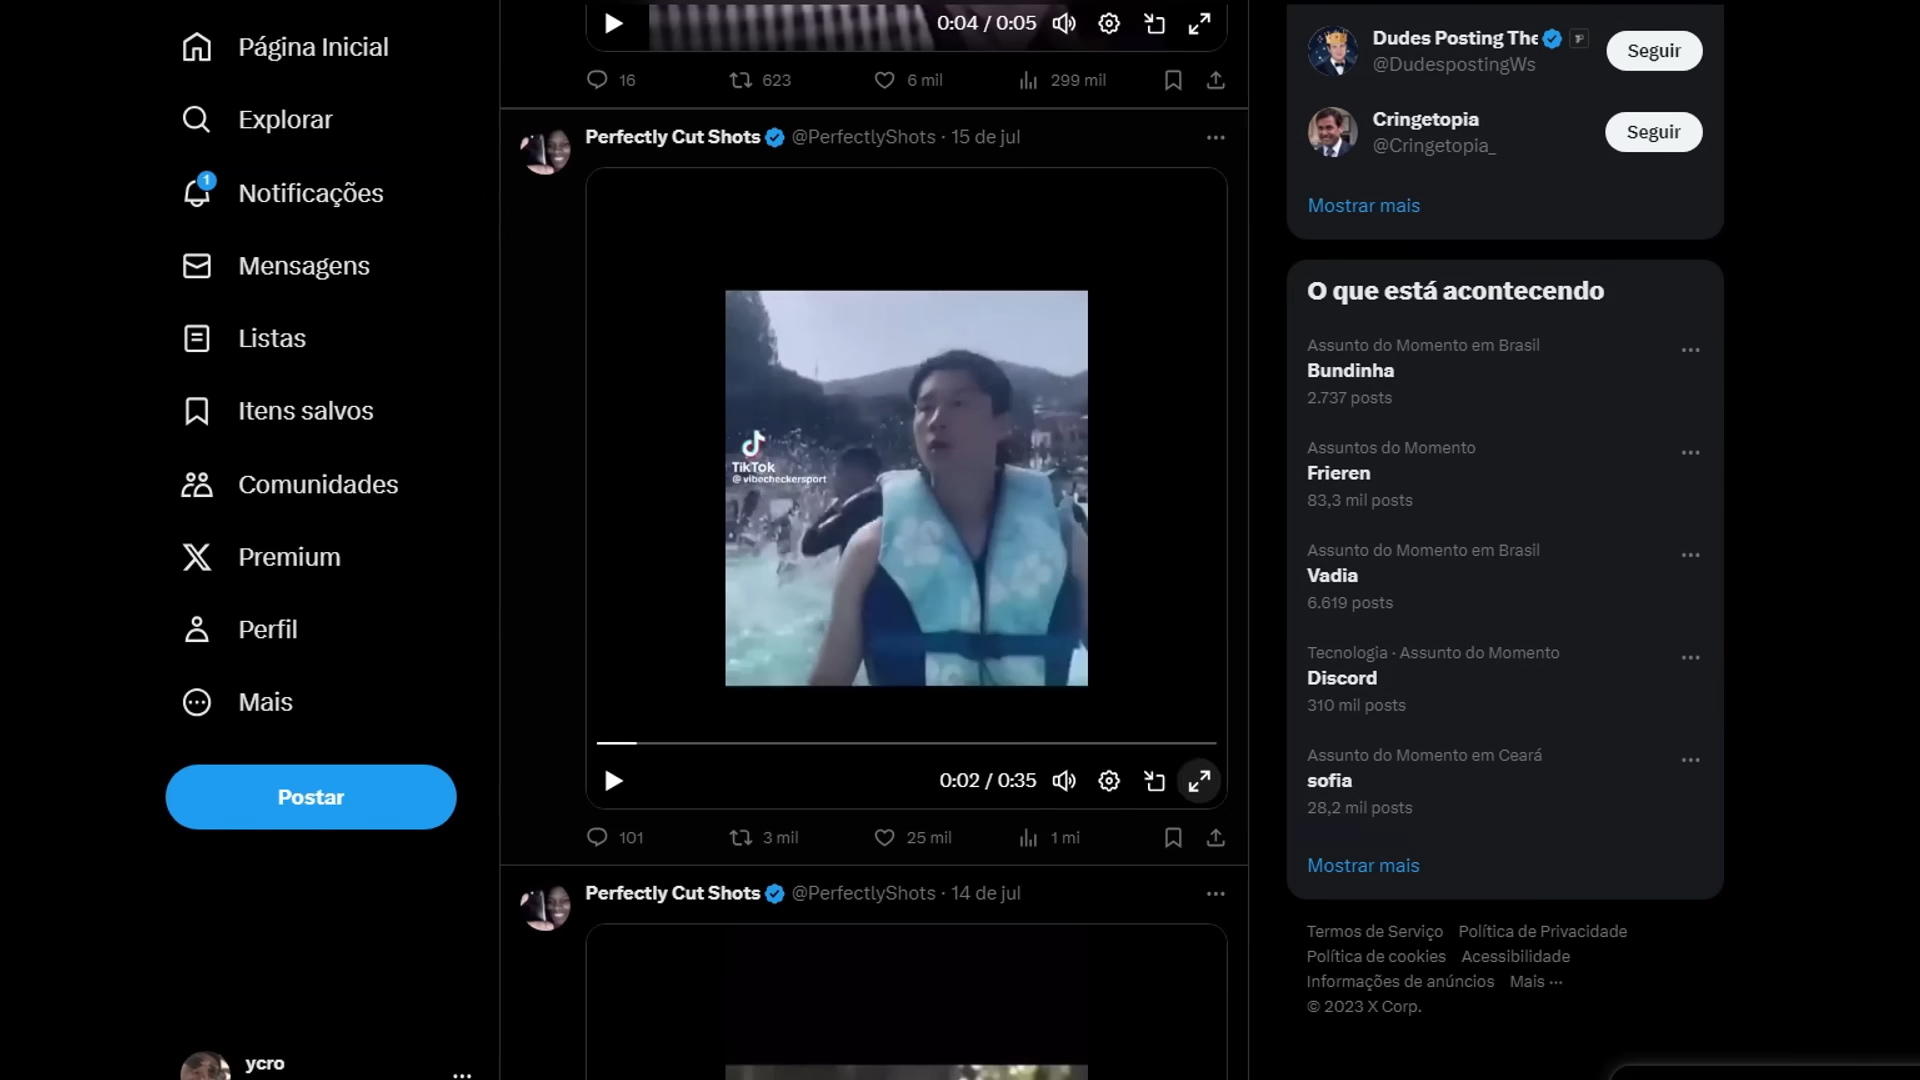 Página Inicial
Explorar
1
Notificações
Mensagens
Listas
Itens salvos
Comunidades
Premium
Perfil
Mais
Postar
ycro
0:04 / 0:05
16
623
6 mil
299 mil
Perfectly Cut Shots @PerfectlyShots · 15 de jul
TikTok
@vibecheckersport
0:02 / 0:35
101
3 mil
25 mil
1 mi
Perfectly Cut Shots @PerfectlyShots · 14 de jul
Dudes Posting The
@DudespostingWs
Seguir
Cringetopia
@Cringetopia_
Seguir
Mostrar mais
O que está acontecendo
Assunto do Momento em Brasil
Bundinha
2.737 posts
Assuntos do Momento
Frieren
83,3 mil posts
Assunto do Momento em Brasil
Vadia
6.619 posts
Tecnologia · Assunto do Momento
Discord
310 mil posts
Assunto do Momento em Ceará
sofia
28,2 mil posts
Mostrar mais
Termos de Serviço Política de Privacidade
Política de cookies Acessibilidade
Informações de anúncios Mais ···
© 2023 X Corp.